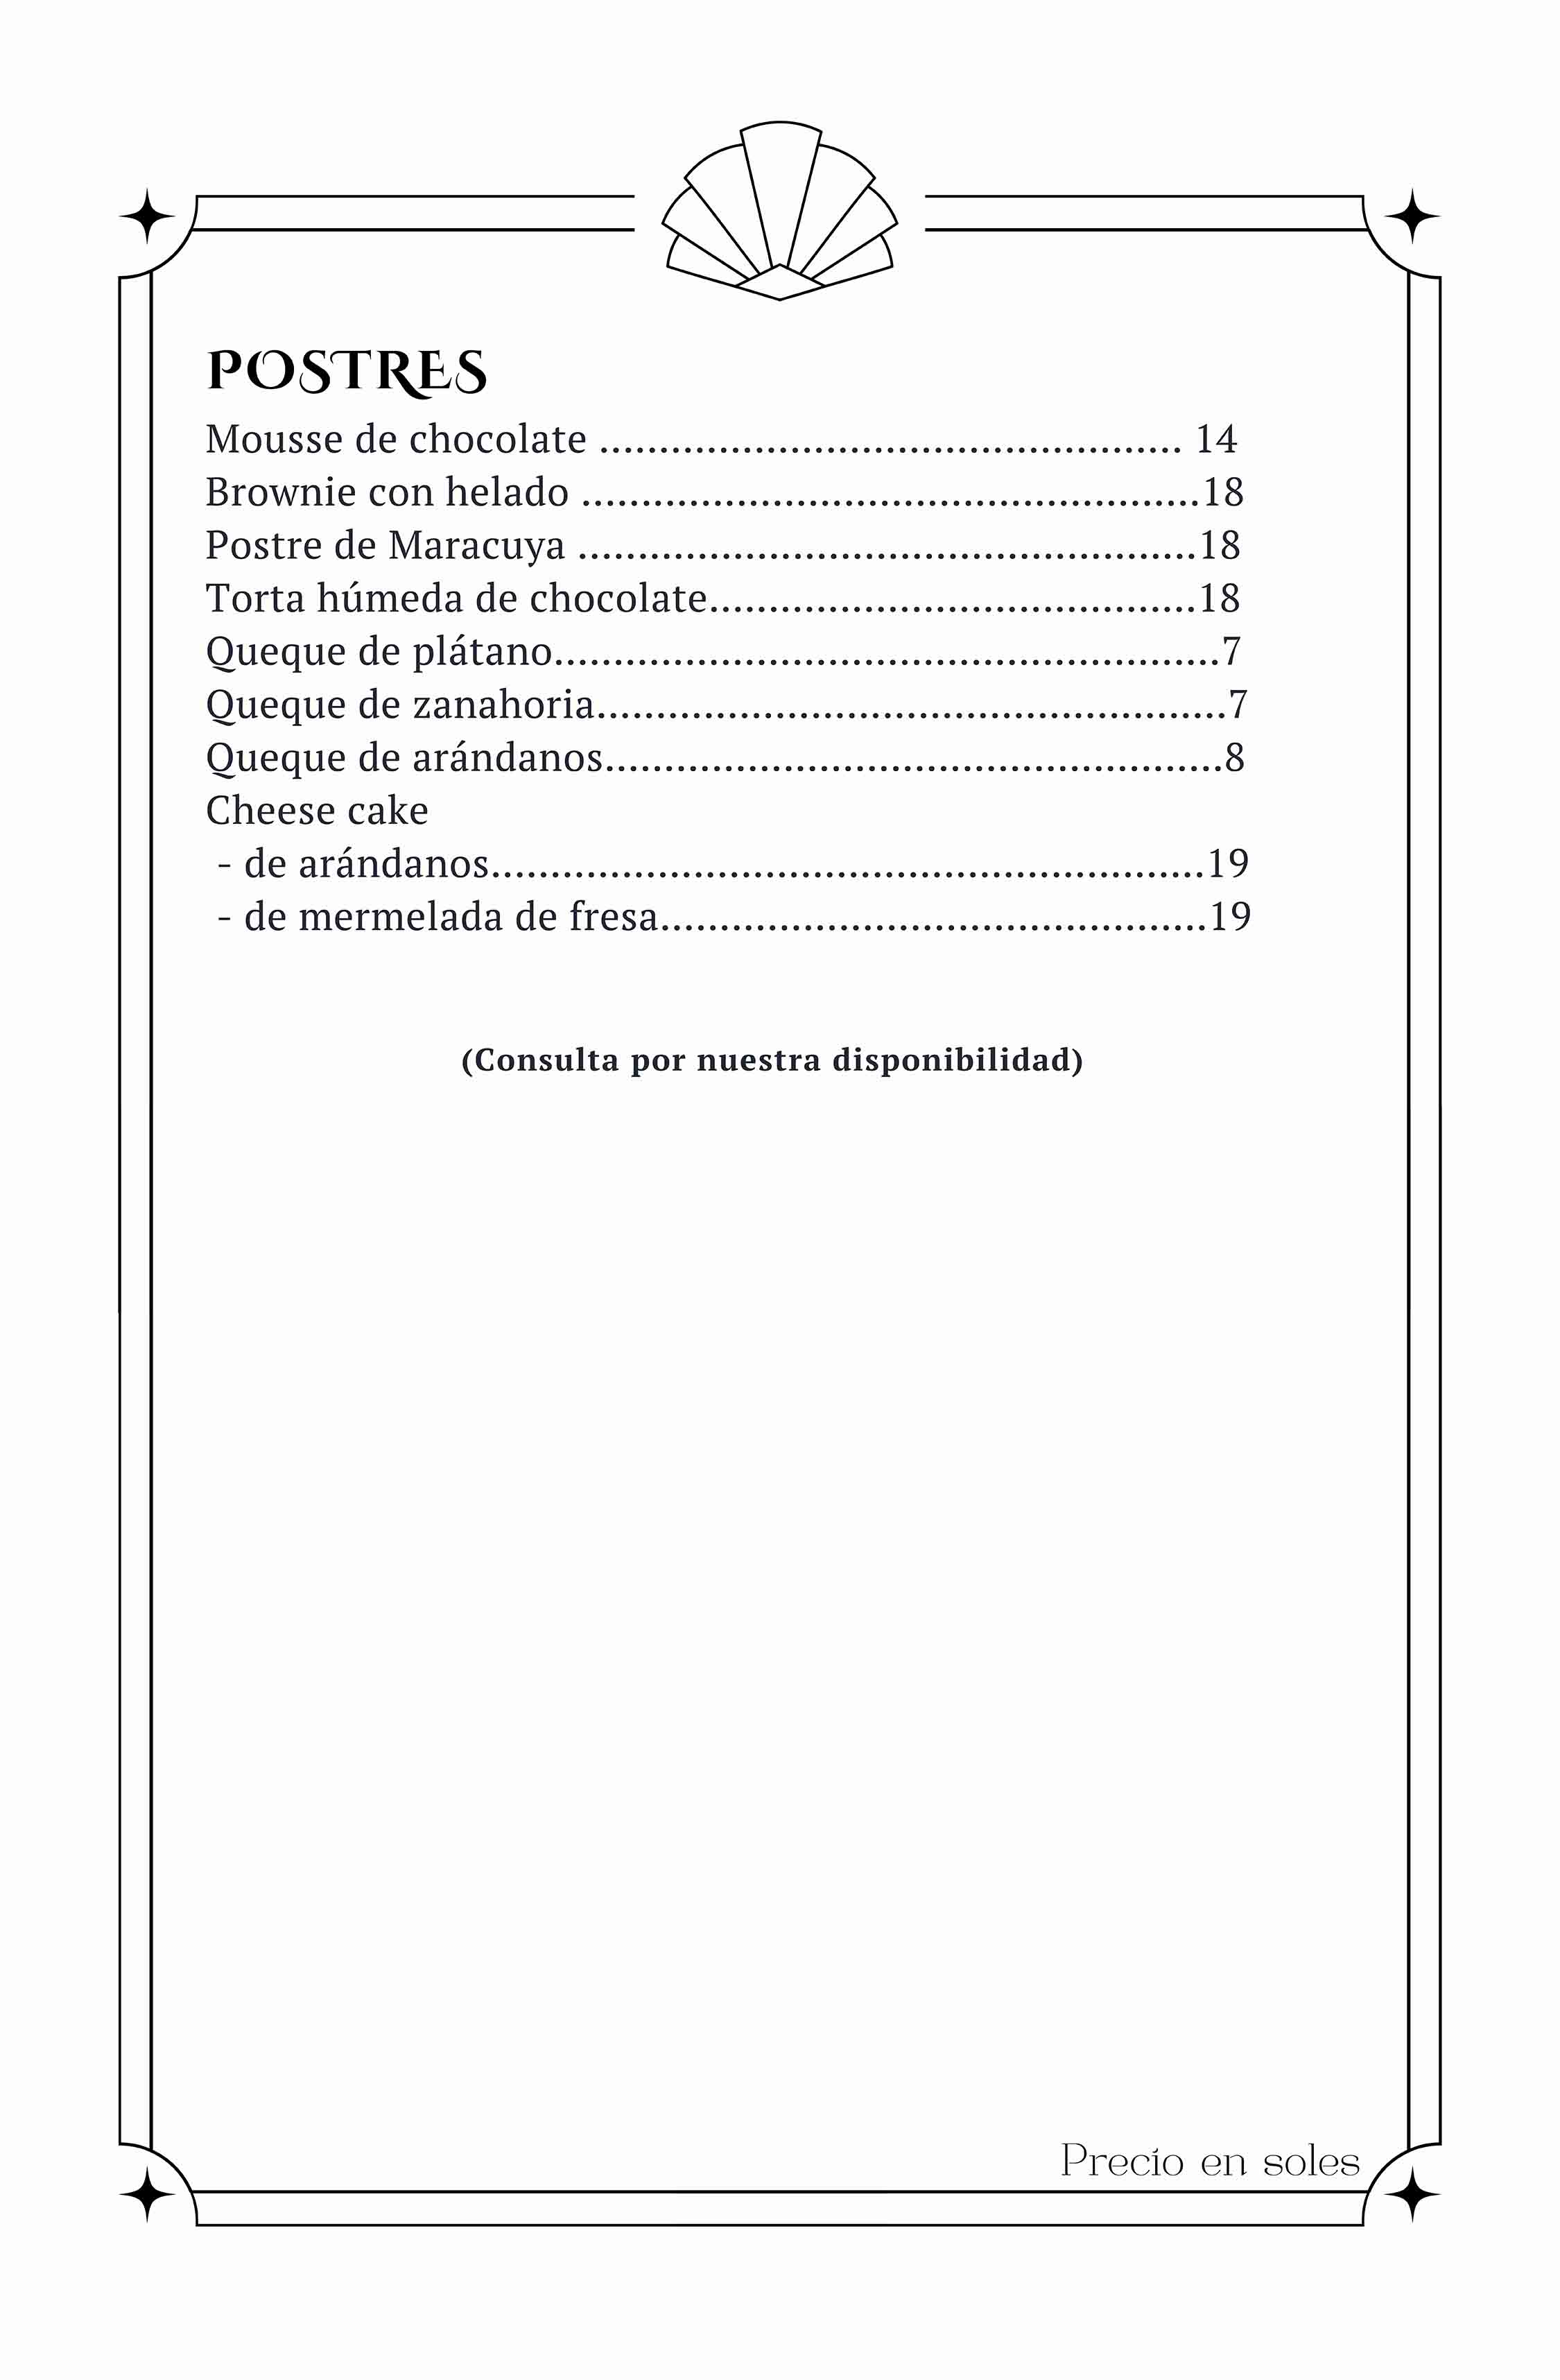 POSTRES
Mousse de chocolate ................................................. 14
Brownie con helado ....................................................18
Postre de Maracuya ....................................................18
Torta húmeda de chocolate.........................................18
Queque de plátano........................................................7
Queque de zanahoria.....................................................7
Queque de arándanos....................................................8
Cheese cake
- de arándanos............................................................19
- de mermelada de fresa..............................................19
(Consulta por nuestra disponibilidad)
Precio en soles